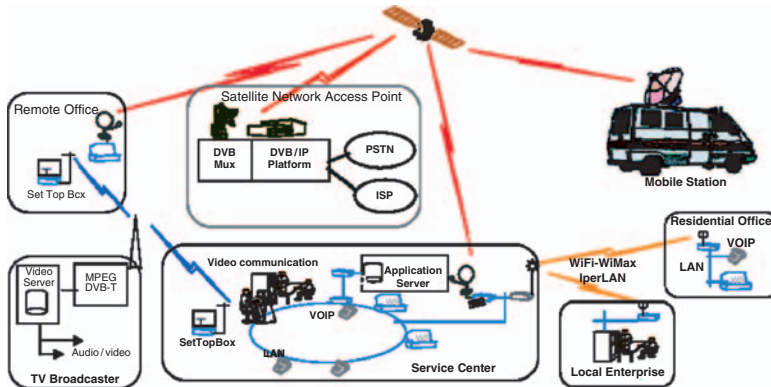 Remote Office
Set Top Bcx
Satellite Network Access Point
DVB
Mux
DVB/IP
Platform
PSTN
ISP
Mobile Station
Video
Server
MPEG
DVB-T
Audio/video
TV Broadcaster
Video communication
SetTopBox
VOIP
LAN
Application
Server
Service Center
WiFi-WiMax
IperLAN
Residential Office
VOIP
LAN
Local Enterprise